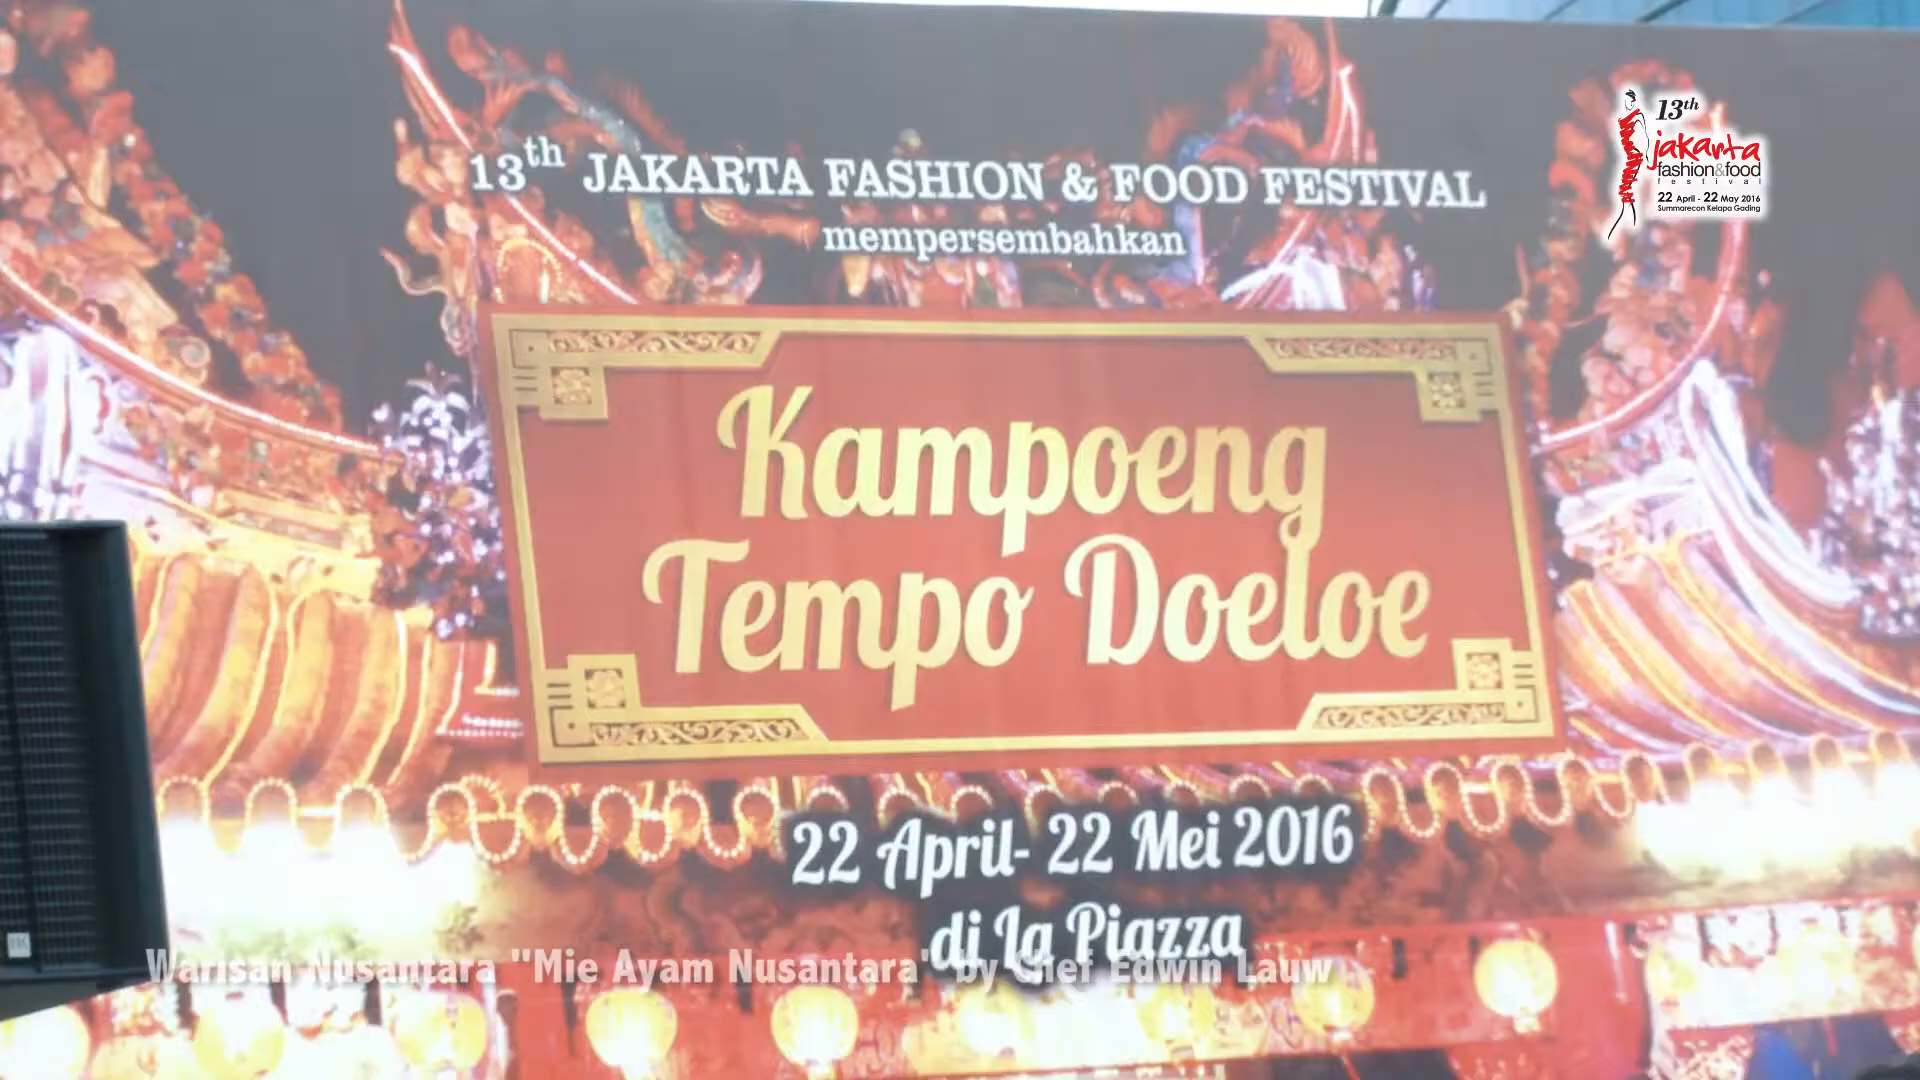 13th JAKARTA FASHION & FOOD FESTIVAL
mempersembahkan
Kampoeng
Tempo Doeloe
22 April- 22 Mei 2016
di La Piazza
13th
jakarta
fashion&food
festival
22 April - 22 May 2016
Summarecon Kelapa Gading
Warisan Nusantara "Mie Ayam Nusantara" by Chef Edwin Lauw